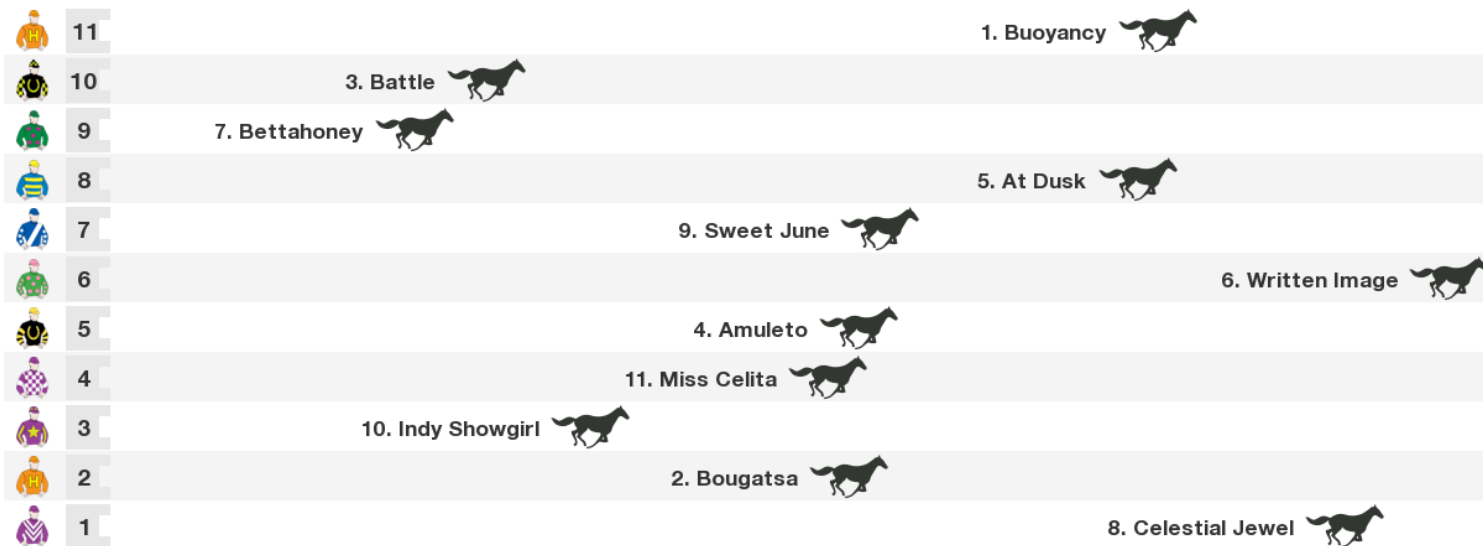 11 1. Buoyancy
10 3. Battle
9 7. Bettahoney
8 5. At Dusk
7 9. Sweet June
6 6. Written Image
5 4. Amuleto
4 11. Miss Celita
3 10. Indy Showgirl
2 2. Bougatsa
1 8. Celestial Jewel